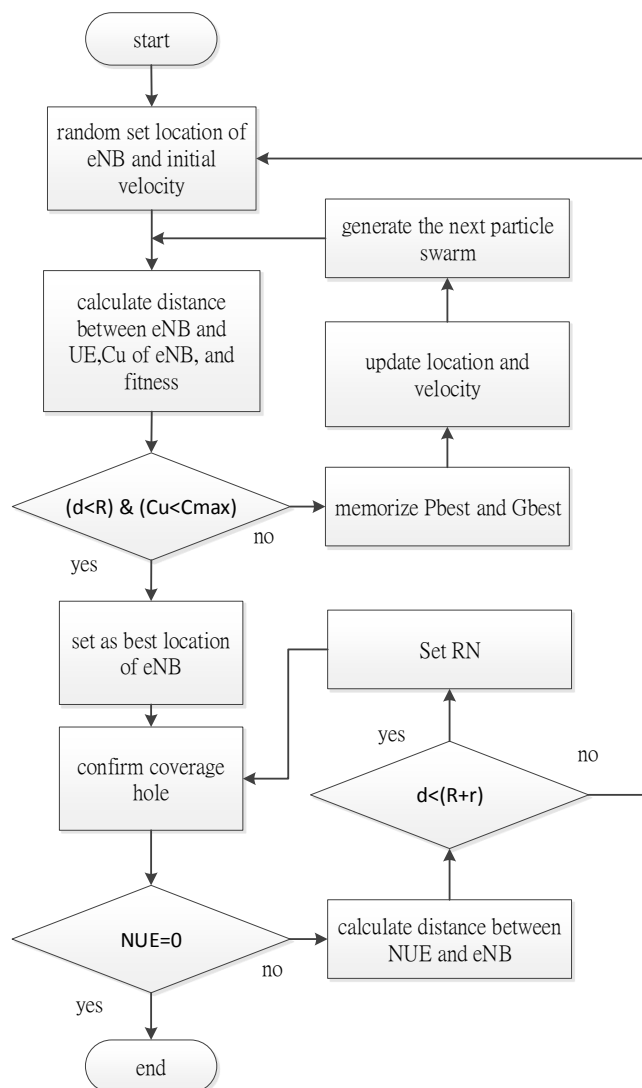 start
random set location of
eNB and initial
velocity
generate the next particle
swarm
calculate distance
between eNB and
UE,Cu of eNB, and
fitness
update location and
velocity
(d<R) & (Cu<Cmax)
no
yes
memorize Pbest and Gbest
set as best location
of eNB
Set RN
confirm coverage
hole
yes
no
d<(R+r)
NUE=0
no
yes
calculate distance between
NUE and eNB
end